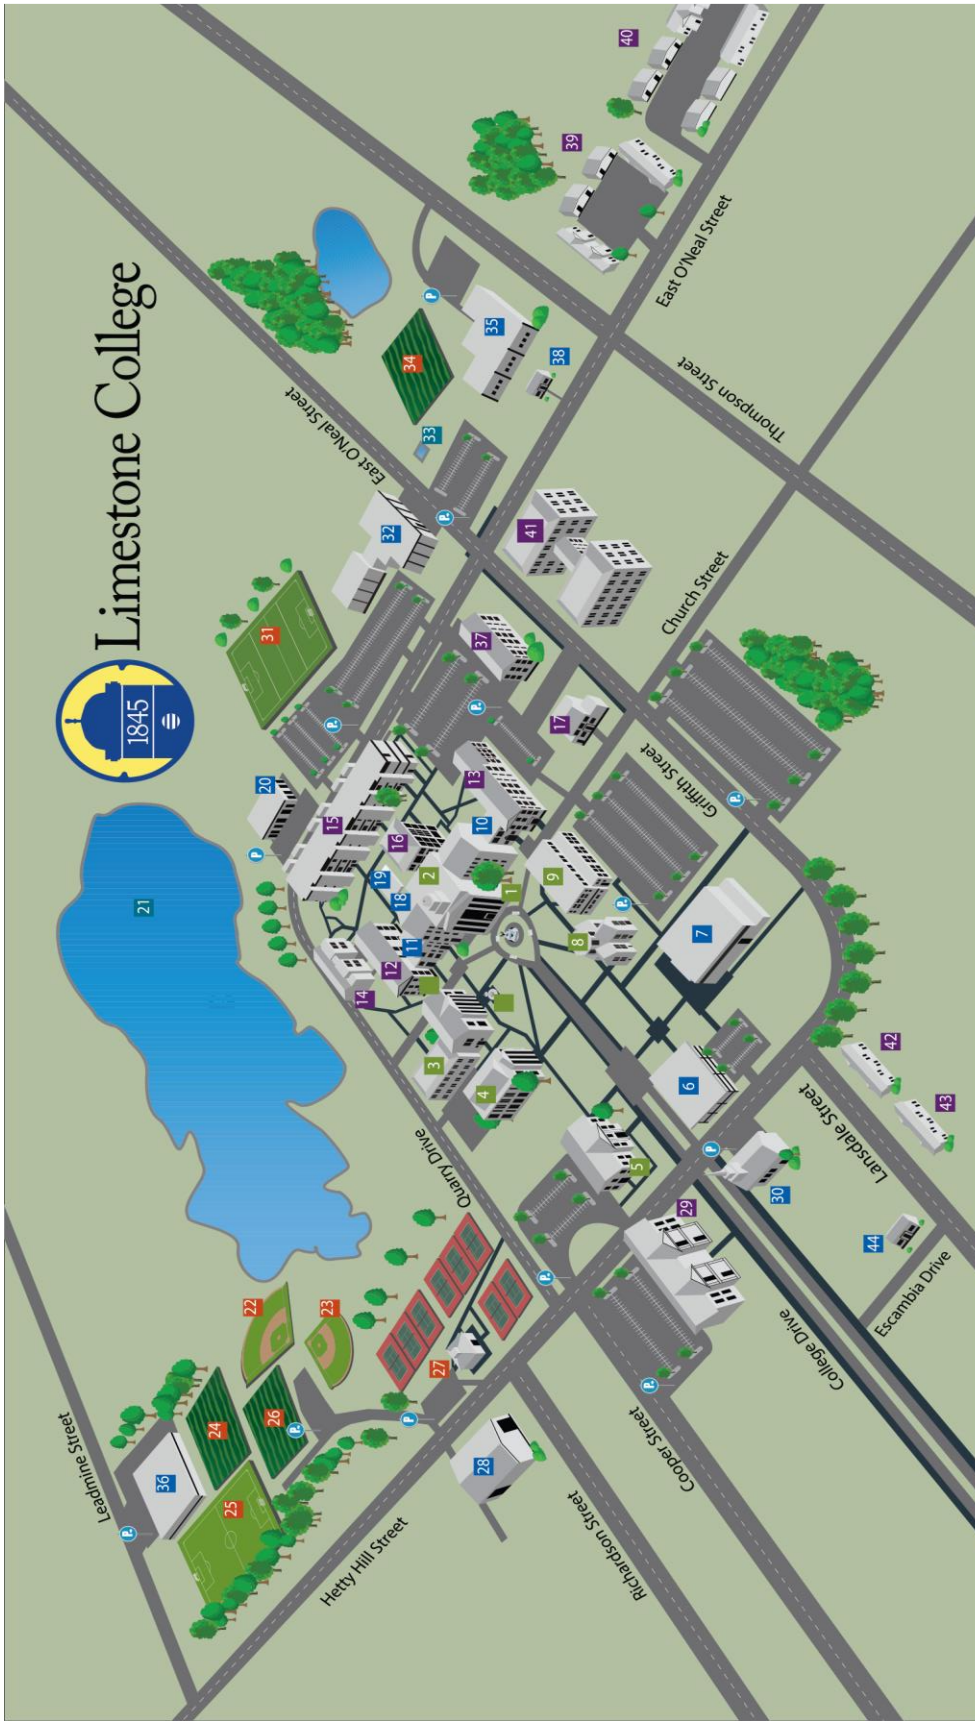 Limestone College
1845
Leadmine Street
Hetty Hill Street
Richardson Street
Cooper Street
College Drive
Escambia Drive
Lansdale Street
Quarry Drive
Griffith Street
Church Street
Thompson Street
East O'Neal Street
East O'Neal Street
1
2
3
4
5
6
7
8
9
10
11
12
13
14
15
16
17
18
19
20
21
22
23
24
25
26
27
28
29
30
31
32
33
34
35
36
37
38
39
40
41
42
43
44
P.
P.
P
P
P.
P
P
P.
P.
P.
P.
P.
P